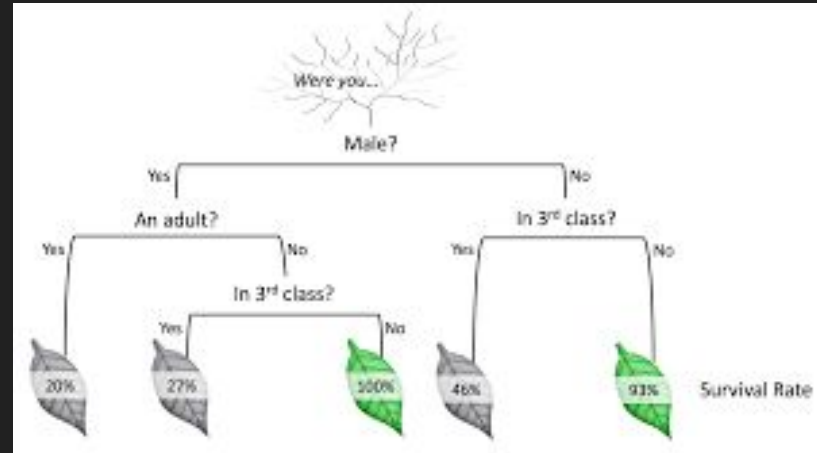 Were you...
Male?
Yes
No
An adult?
In 3rd class?
Yes
No
Yes
No
In 3rd class?
Yes
No
20%
27%
100%
46%
93%
Survival Rate